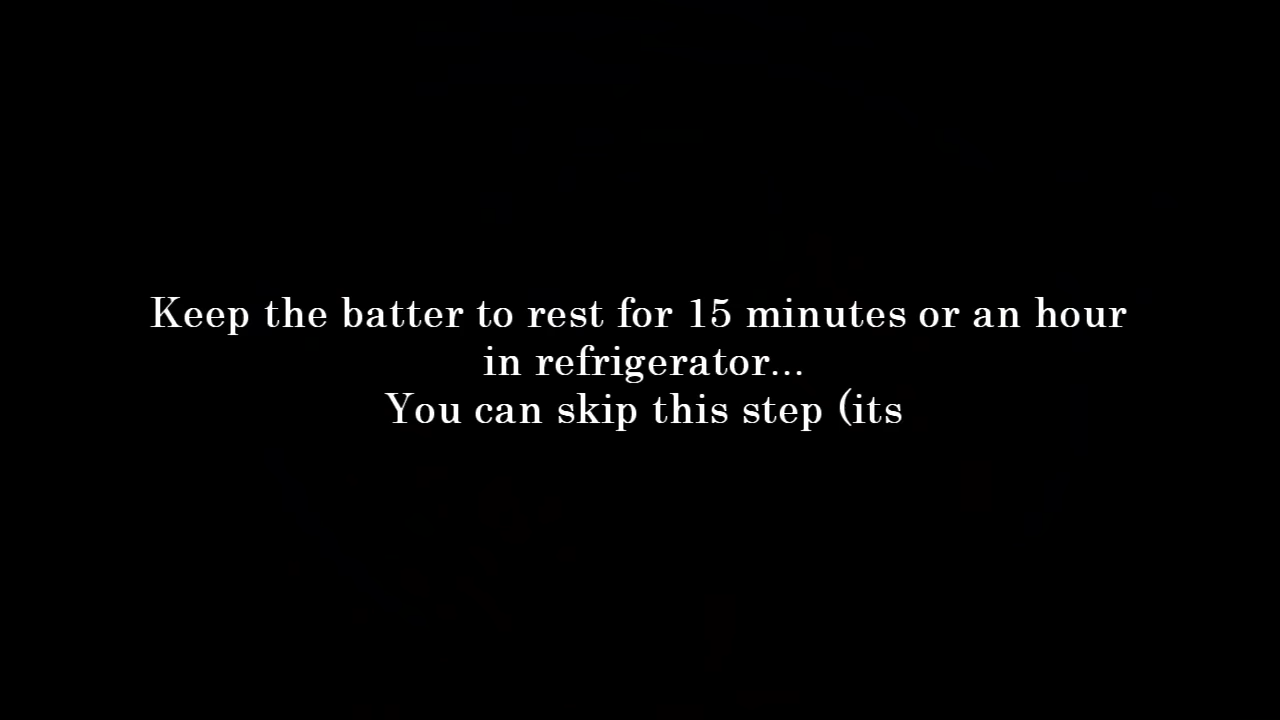 Keep the batter to rest for 15 minutes or an hour
in refrigerator...
You can skip this step (its